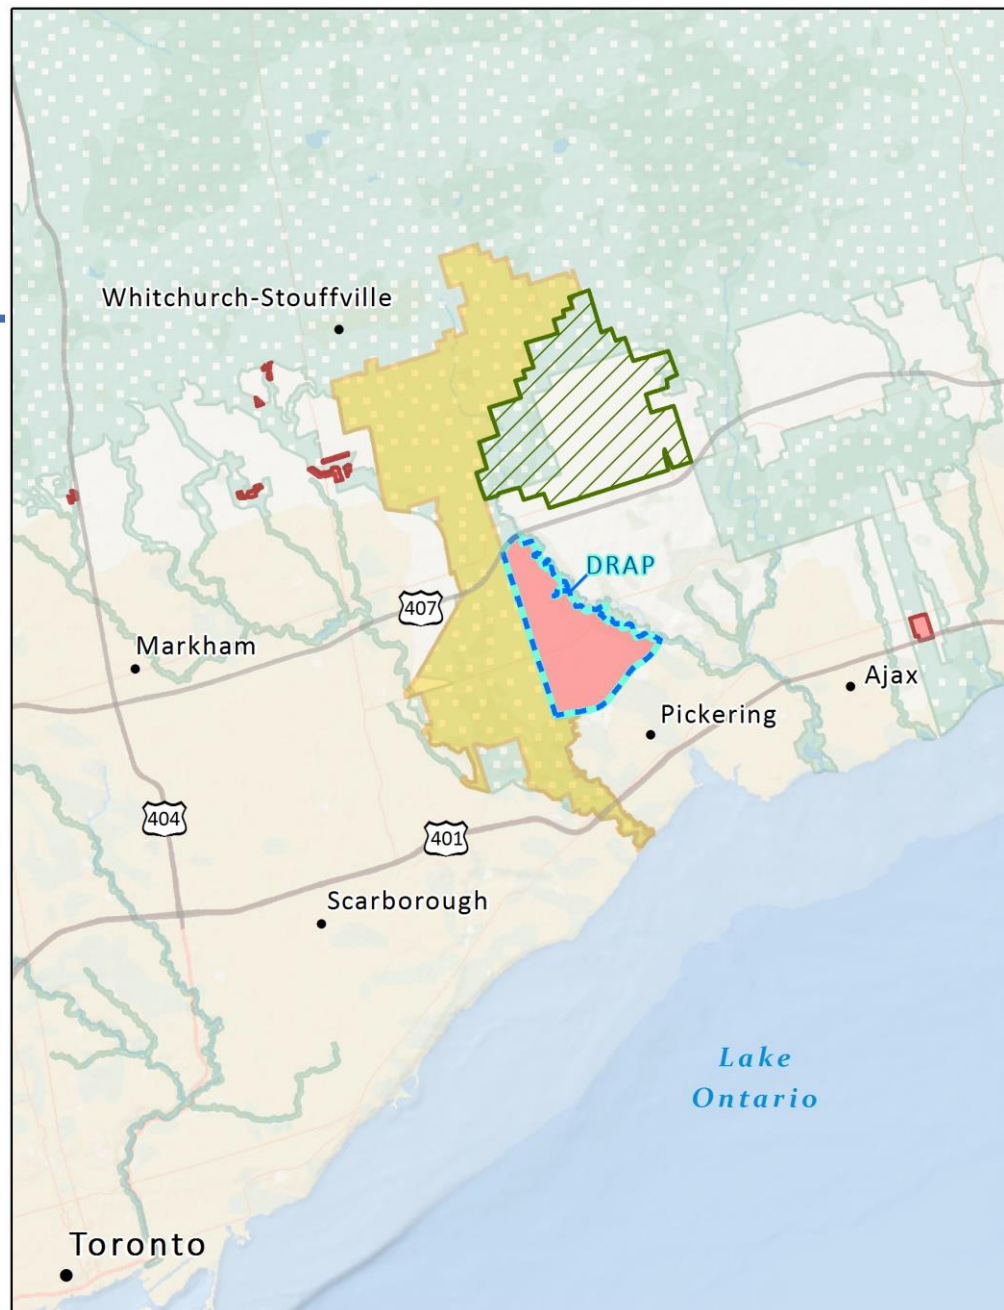 Whitchurch-Stouffville
DRAP
407
Markham
Ajax
Pickering
404
401
Scarborough
Lake
Ontario
Toronto